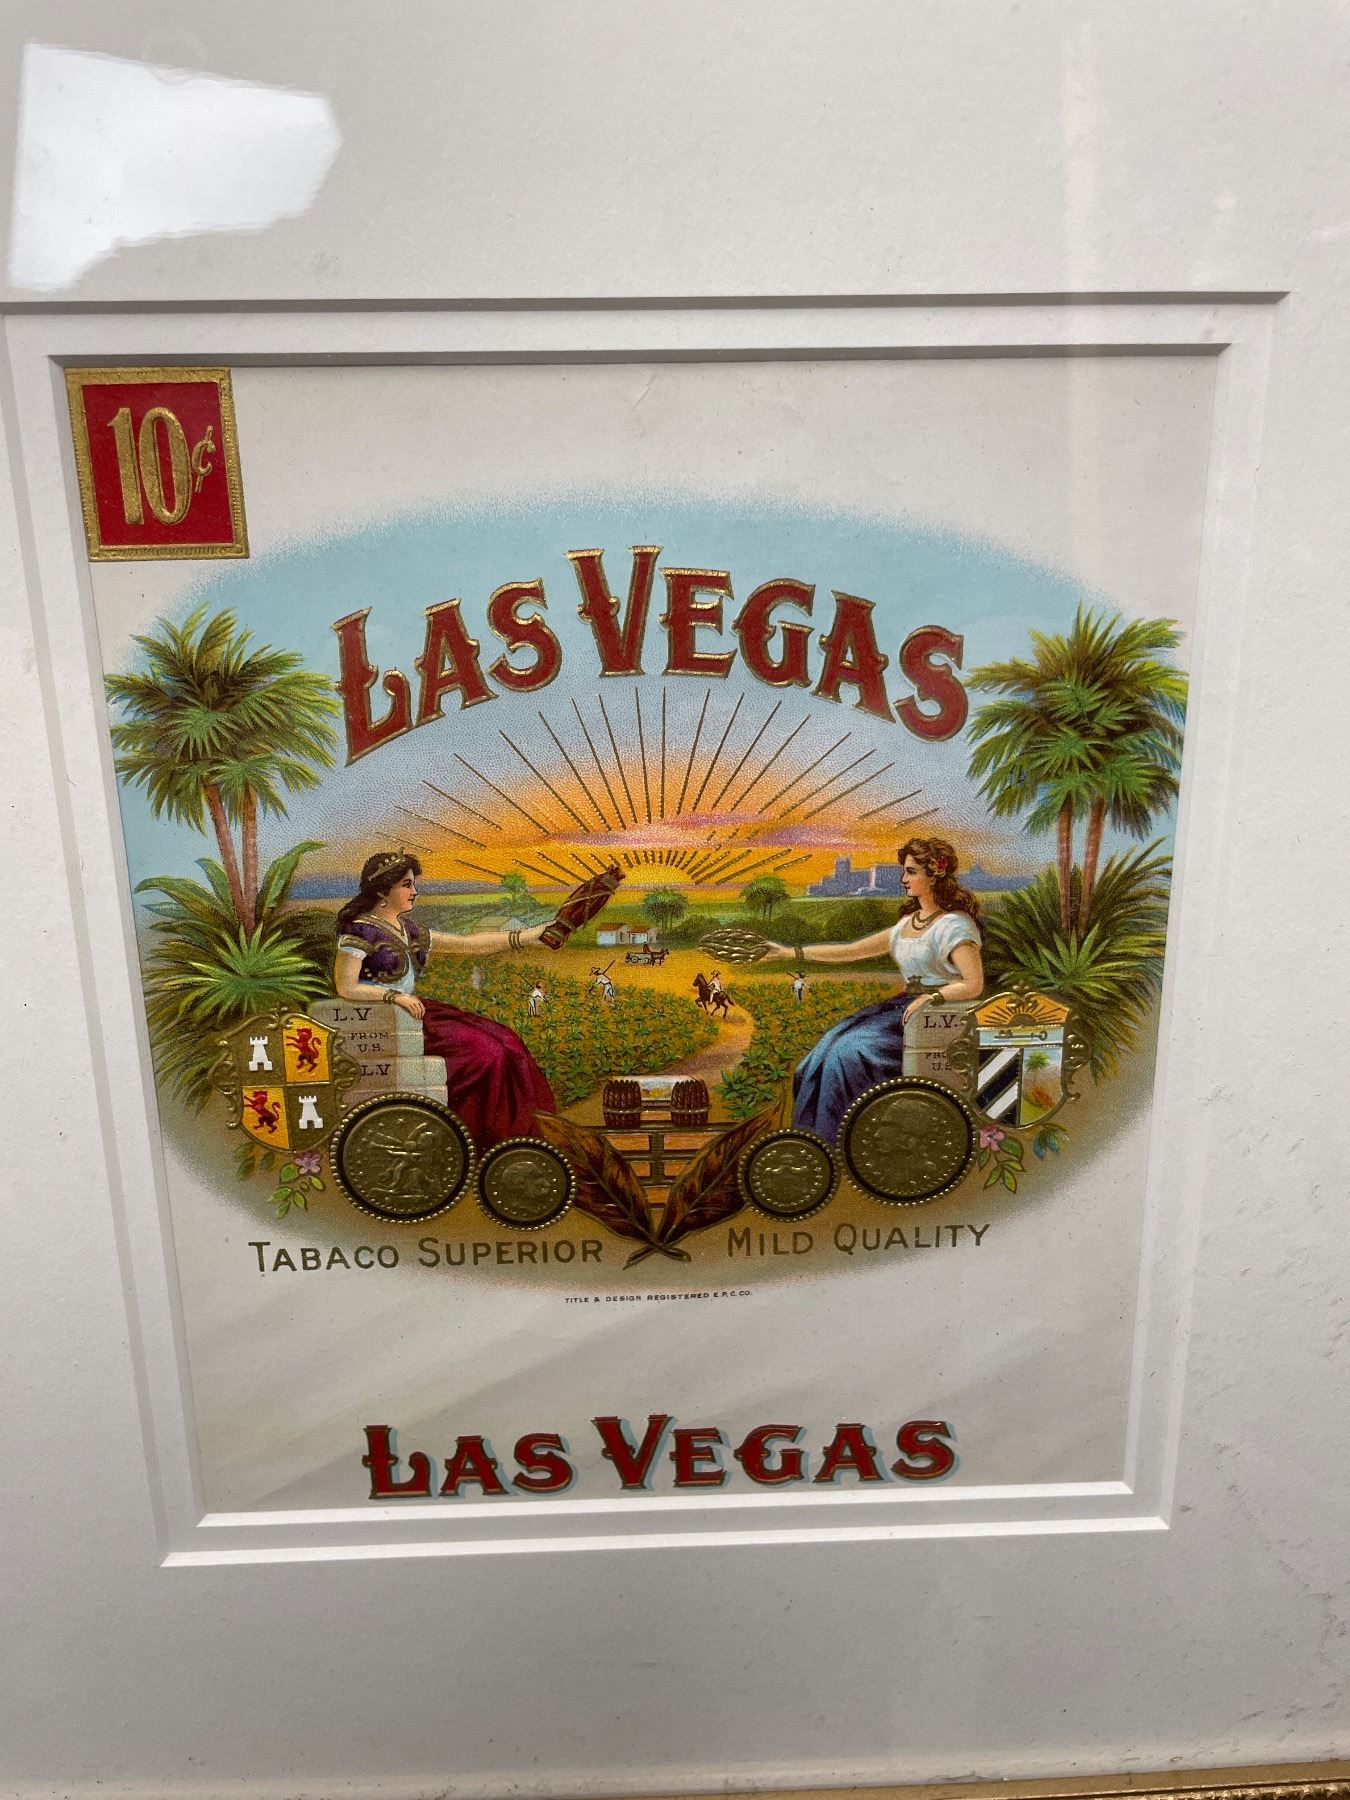 10¢
LAS VEGAS
L.V
FROM
U.S.
L.V
L.V.
U.S
TABACO SUPERIOR
MILD QUALITY
TITLE & DESIGN REGISTERED E.P.C.CO.
LAS VEGAS